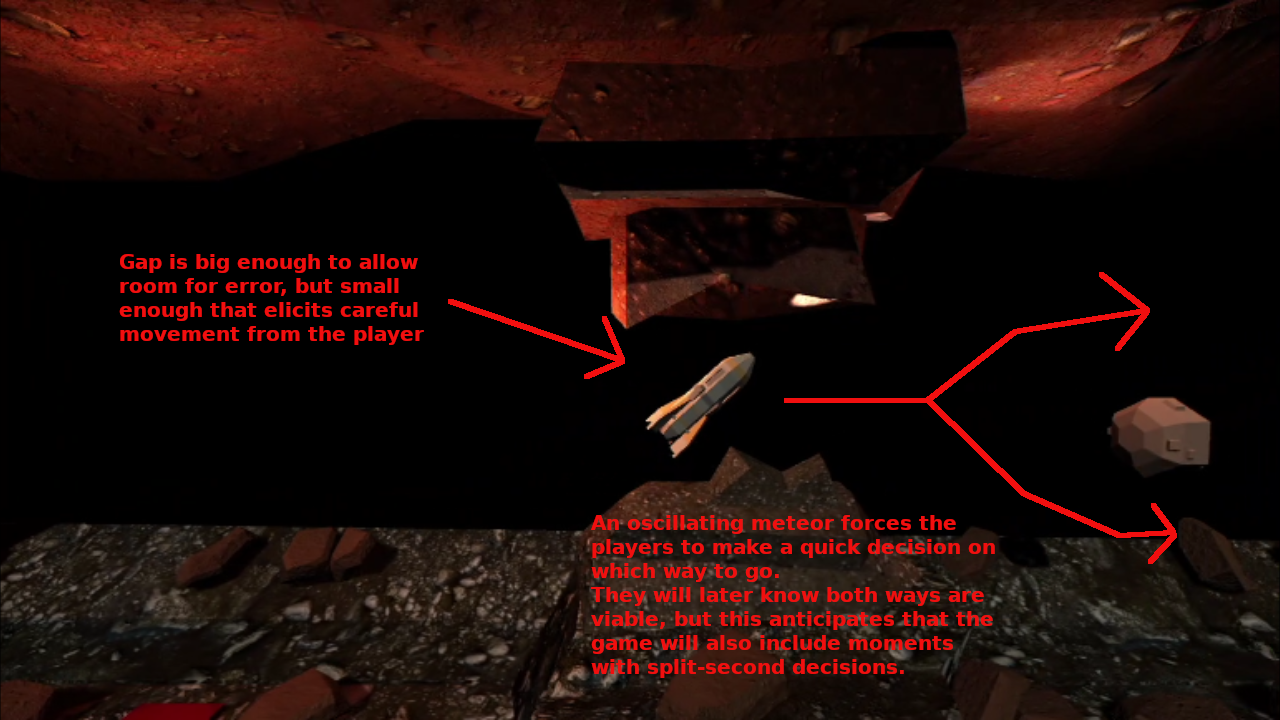 Gap is big enough to allow
room for error, but small
enough that elicits careful
movement from the player
An oscillating meteor forces the
players to make a quick decision on
which way to go.
They will later know both ways are
viable, but this anticipates that the
game will also include moments
with split-second decisions.